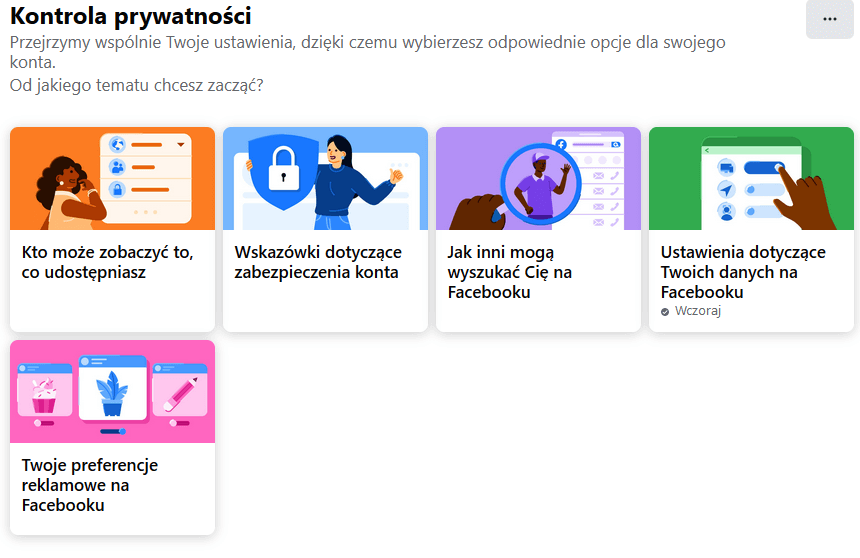 Kontrola prywatności
Przejrzymy wspólnie Twoje ustawienia, dzięki czemu wybierzesz odpowiednie opcje dla swojego
konta.
Od jakiego tematu chcesz zacząć?
Kto może zobaczyć to,
co udostępniasz
Wskazówki dotyczące
zabezpieczenia konta
Jak inni mogą
wyszukać Cię na
Facebooku
Ustawienia dotyczące
Twoich danych na
Facebooku
Wczoraj
Twoje preferencje
reklamowe na
Facebooku